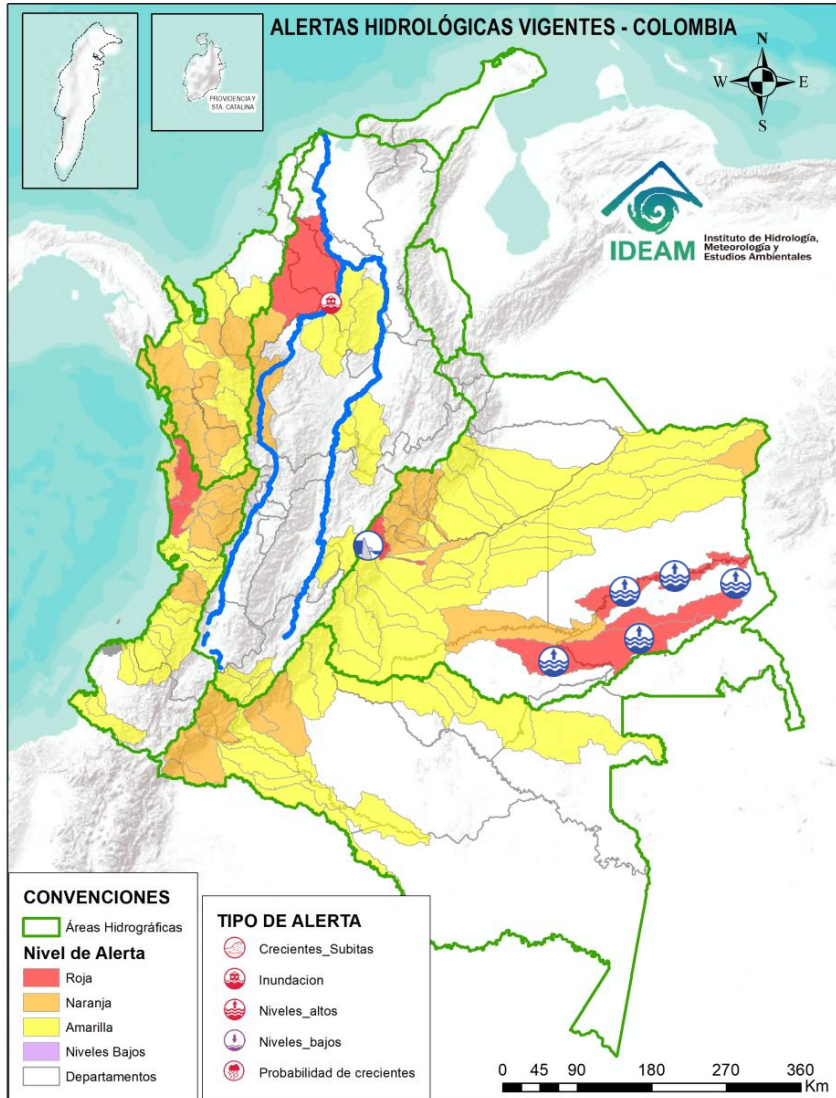 ALERTAS HIDROLÓGICAS VIGENTES - COLOMBIA
PROVIDENCIA Y
STA. CATALINA
N
W
E
S
IDEAM
Instituto de Hidrología,
Meteorología y
Estudios Ambientales
CONVENCIONES
Áreas Hidrográficas
Nivel de Alerta
Roja
Naranja
Amarilla
Niveles Bajos
Departamentos
TIPO DE ALERTA
Crecientes_Subitas
Inundacion
Niveles_altos
Niveles_bajos
Probabilidad de crecientes
0 45 90 180 270 360
Km